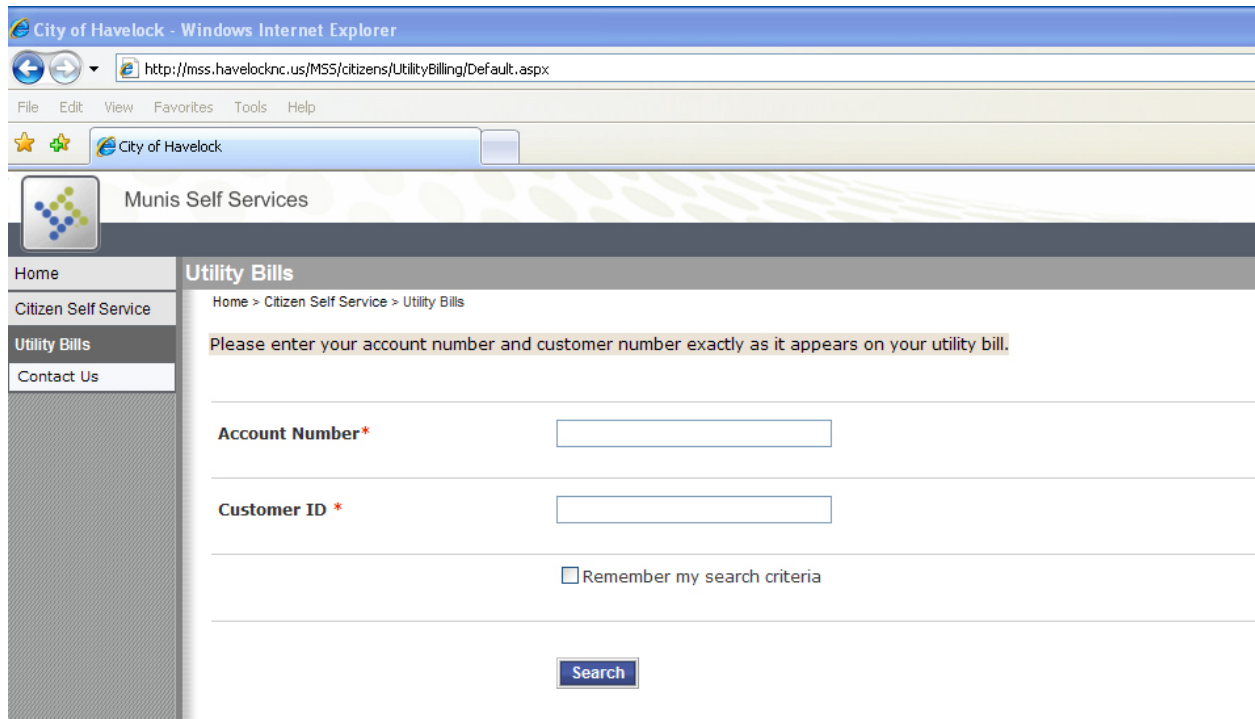 City of Havelock - Windows Internet Explorer
http://mss.havelocknc.us/MSS/citizens/UtilityBilling/Default.aspx
File Edit View Favorites Tools Help
City of Havelock
Munis Self Services
Home
Utility Bills
Citizen Self Service
Home > Citizen Self Service > Utility Bills
Utility Bills
Please enter your account number and customer number exactly as it appears on your utility bill.
Contact Us
Account Number*
Customer ID *
Remember my search criteria
Search